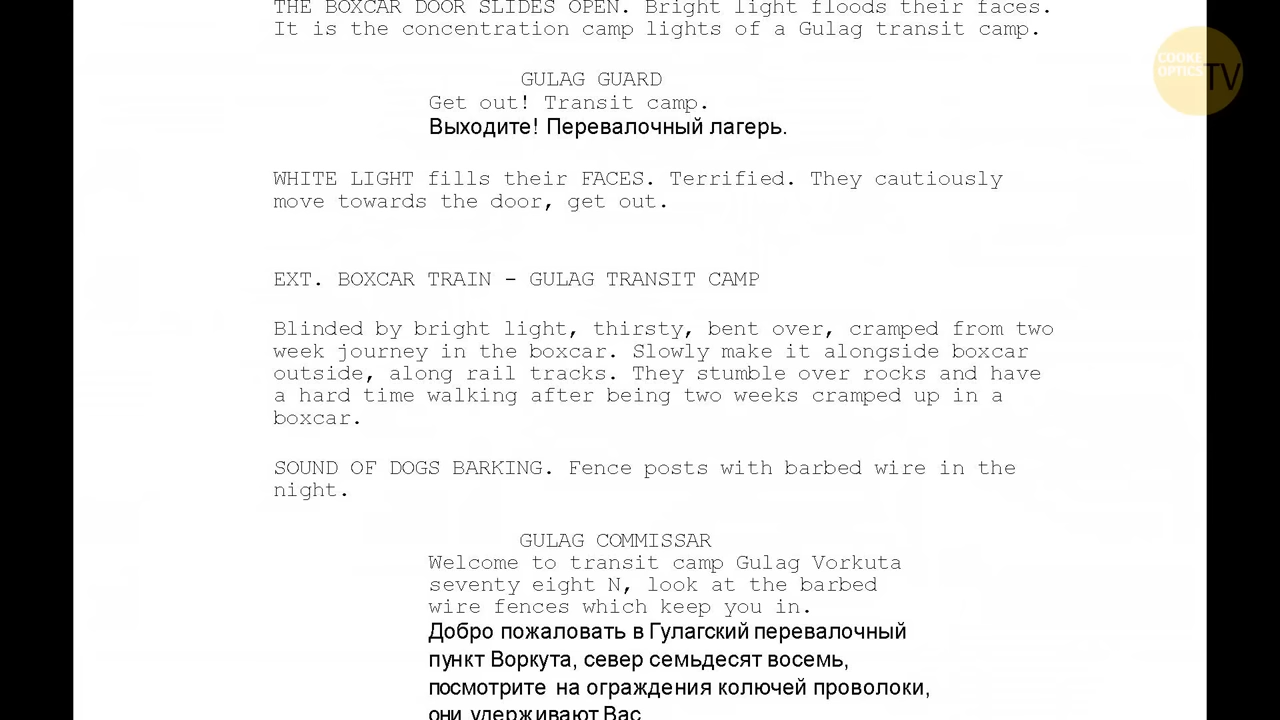 THE BOXCAR DOOR SLIDES OPEN. Bright light floods their faces.
It is the concentration camp lights of a Gulag transit camp.
COOKE
OPTICS TV
GULAG GUARD
Get out! Transit camp.
Выходите! Перевалочный лагерь.
WHITE LIGHT fills their FACES. Terrified. They cautiously
move towards the door, get out.
EXT. BOXCAR TRAIN - GULAG TRANSIT CAMP
Blinded by bright light, thirsty, bent over, cramped from two
week journey in the boxcar. Slowly make it alongside boxcar
outside, along rail tracks. They stumble over rocks and have
a hard time walking after being two weeks cramped up in a
boxcar.
SOUND OF DOGS BARKING. Fence posts with barbed wire in the
night.
GULAG COMMISSAR
Welcome to transit camp Gulag Vorkuta
seventy eight N, look at the barbed
wire fences which keep you in.
Добро пожаловать в Гулагский перевалочный
пункт Воркута, север семьдесят восемь,
посмотрите на ограждения колючей проволоки,
они удерживают Вас